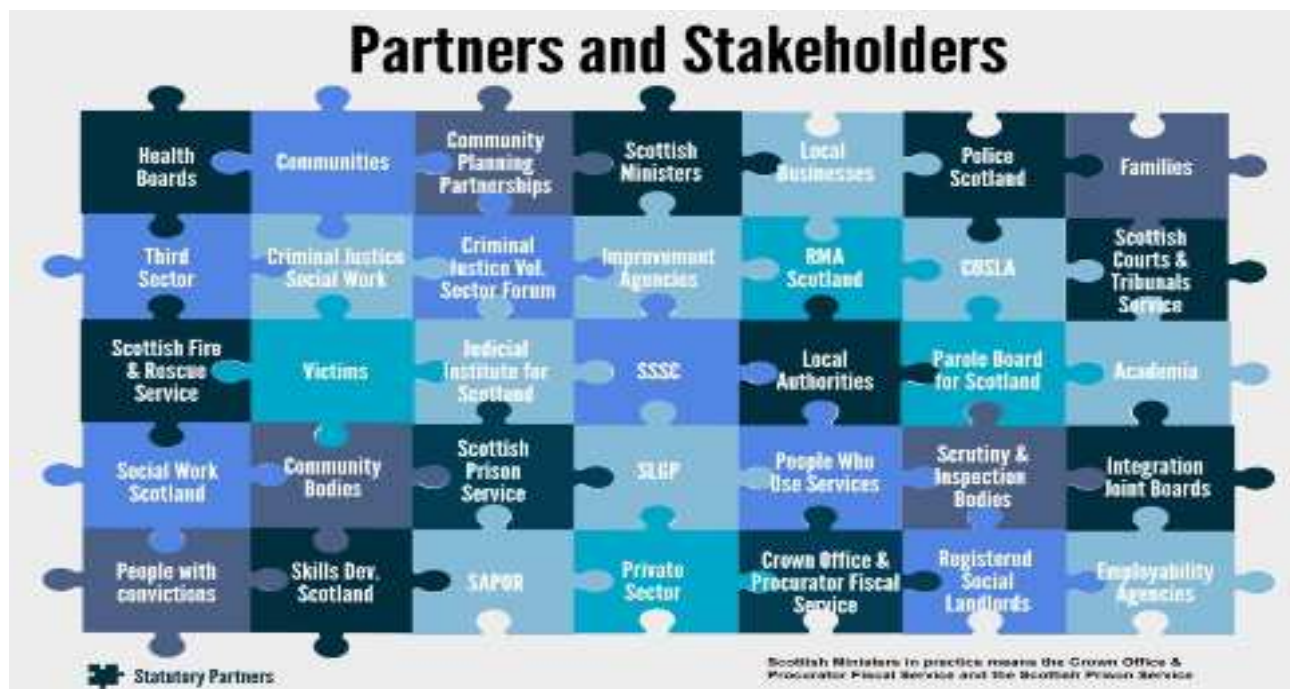 Partners and Stakeholders
Health
Boards
Communities
Community
Planning
Partnerships
Scottish
Ministers
Local
Businesses
Police
Scotland
Families
Third
Sector
Criminal Justice
Social Work
Criminal
Justice Vol.
Sector Forum
Improvement
Agencies
RMA
Scotland
COSLA
Scottish
Courts &
Tribunals
Service
Scottish Fire
& Rescue
Service
Victims
Judicial
Institute for
Scotland
SSSC
Local
Authorities
Parole Board
for Scotland
Academia
Social Work
Scotland
Community
Bodies
Scottish
Prison
Service
SLGP
People Who
Use Services
Scrutiny &
Inspection
Bodies
Integration
Joint Boards
People with
convictions
Skills Dev.
Scotland
SAPOR
Private
Sector
Crown Office &
Procurator Fiscal
Service
Registered
Social
Landlords
Employability
Agencies
Statutory Partners
Scottish Ministers in practice means the Crown Office &
Procurator Fiscal Service and the Scottish Prison Service